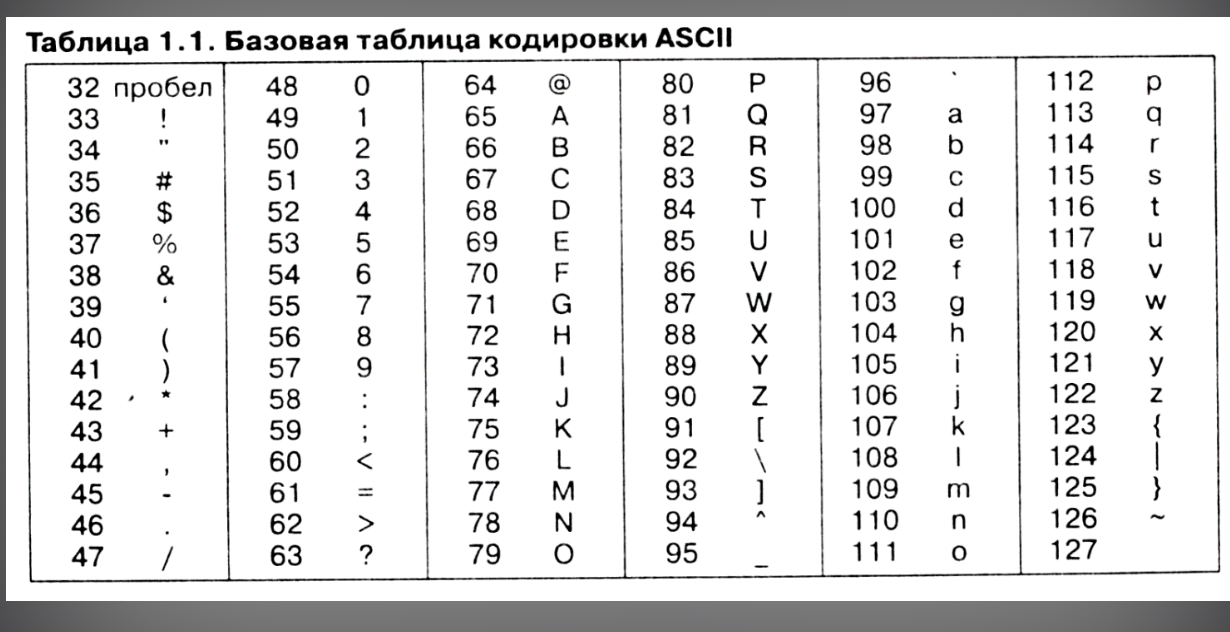 Таблица 1.1. Базовая таблица кодировки ASCII
32 пробел 48 0 64 @ 80 P 96 ` 112 p
33 ! 49 1 65 A 81 Q 97 a 113 q
34 " 50 2 66 B 82 R 98 b 114 r
35 # 51 3 67 C 83 S 99 c 115 s
36 $ 52 4 68 D 84 T 100 d 116 t
37 % 53 5 69 E 85 U 101 e 117 u
38 & 54 6 70 F 86 V 102 f 118 v
39 ‘ 55 7 71 G 87 W 103 g 119 w
40 ( 56 8 72 H 88 X 104 h 120 x
41 ) 57 9 73 I 89 Y 105 i 121 y
42 * 58 : 74 J 90 Z 106 j 122 z
43 + 59 ; 75 K 91 [ 107 k 123 {
44 , 60 < 76 L 92 \ 108 l 124 |
45 - 61 = 77 M 93 ] 109 m 125 }
46 . 62 > 78 N 94 ^ 110 n 126 ~
47 / 63 ? 79 O 95 _ 111 o 127